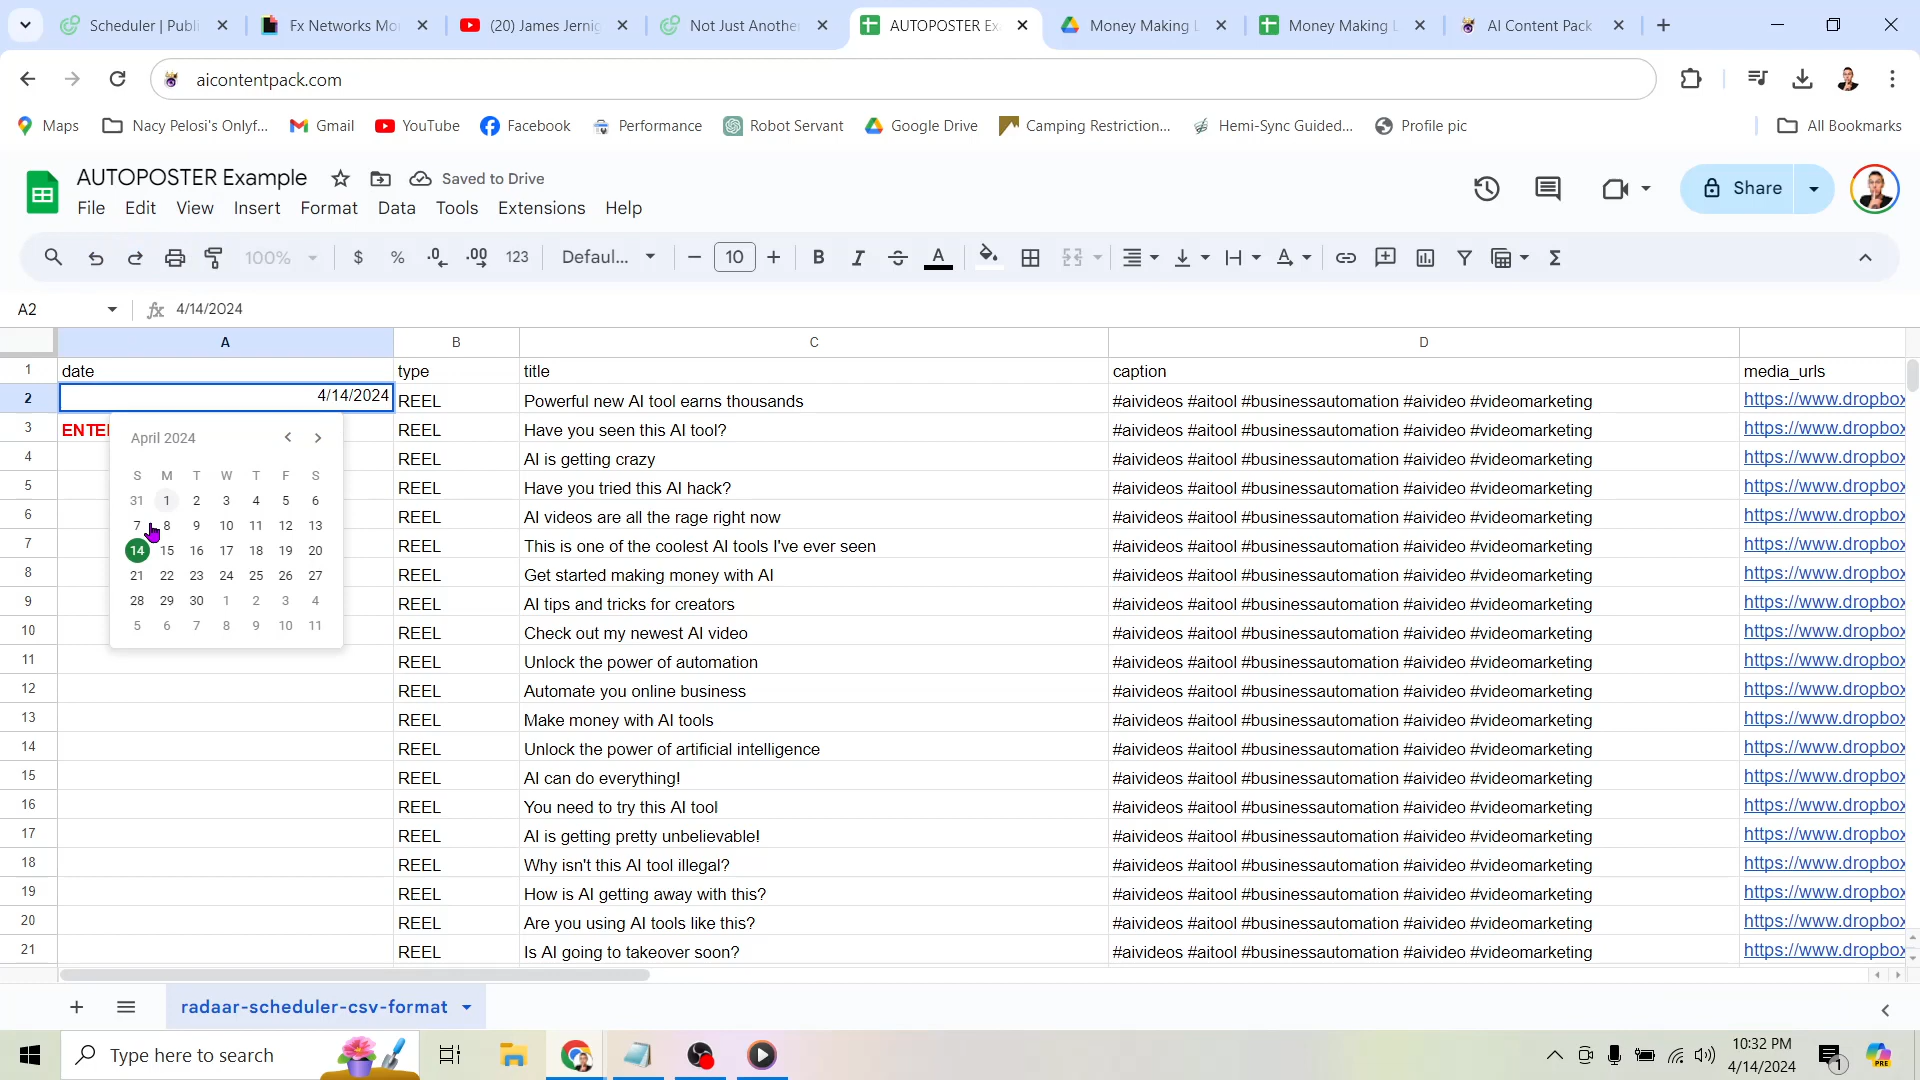 Scheduler | Publi
Fx Networks Mo
(20) James Jernig
Not Just Anothe
AUTOPOSTER Ex
Money Making L
Money Making L
AI Content Pack
aicontentpack.com
Maps
Nacy Pelosi's Onlyf...
Gmail
YouTube
Facebook
Performance
Robot Servant
Google Drive
Camping Restriction...
Hemi-Sync Guided...
Profile pic
All Bookmarks
AUTOPOSTER Example
Saved to Drive
File Edit View Insert Format Data Tools Extensions Help
Share
100% $ % .0 .00 123 Defaul... 10 B I A
A2 fx 4/14/2024
A B C D
1 date type title caption media_urls
2 4/14/2024 REEL Powerful new AI tool earns thousands #aivideos #aitool #businessautomation #aivideo #videomarketing https://www.dropbox
3 ENTE REEL Have you seen this AI tool? #aivideos #aitool #businessautomation #aivideo #videomarketing https://www.dropbox
4 REEL AI is getting crazy #aivideos #aitool #businessautomation #aivideo #videomarketing https://www.dropbox
5 REEL Have you tried this AI hack? #aivideos #aitool #businessautomation #aivideo #videomarketing https://www.dropbox
6 REEL AI videos are all the rage right now #aivideos #aitool #businessautomation #aivideo #videomarketing https://www.dropbox
7 REEL This is one of the coolest AI tools I've ever seen #aivideos #aitool #businessautomation #aivideo #videomarketing https://www.dropbox
8 REEL Get started making money with AI #aivideos #aitool #businessautomation #aivideo #videomarketing https://www.dropbox
9 REEL AI tips and tricks for creators #aivideos #aitool #businessautomation #aivideo #videomarketing https://www.dropbox
10 REEL Check out my newest AI video #aivideos #aitool #businessautomation #aivideo #videomarketing https://www.dropbox
11 REEL Unlock the power of automation #aivideos #aitool #businessautomation #aivideo #videomarketing https://www.dropbox
12 REEL Automate you online business #aivideos #aitool #businessautomation #aivideo #videomarketing https://www.dropbox
13 REEL Make money with AI tools #aivideos #aitool #businessautomation #aivideo #videomarketing https://www.dropbox
14 REEL Unlock the power of artificial intelligence #aivideos #aitool #businessautomation #aivideo #videomarketing https://www.dropbox
15 REEL AI can do everything! #aivideos #aitool #businessautomation #aivideo #videomarketing https://www.dropbox
16 REEL You need to try this AI tool #aivideos #aitool #businessautomation #aivideo #videomarketing https://www.dropbox
17 REEL AI is getting pretty unbelievable! #aivideos #aitool #businessautomation #aivideo #videomarketing https://www.dropbox
18 REEL Why isn't this AI tool illegal? #aivideos #aitool #businessautomation #aivideo #videomarketing https://www.dropbox
19 REEL How is AI getting away with this? #aivideos #aitool #businessautomation #aivideo #videomarketing https://www.dropbox
20 REEL Are you using AI tools like this? #aivideos #aitool #businessautomation #aivideo #videomarketing https://www.dropbox
21 REEL Is AI going to takeover soon? #aivideos #aitool #businessautomation #aivideo #videomarketing https://www.dropbox
April 2024
S M T W T F S
31 1 2 3 4 5 6
7 8 9 10 11 12 13
14 15 16 17 18 19 20
21 22 23 24 25 26 27
28 29 30 1 2 3 4
5 6 7 8 9 10 11
radaar-scheduler-csv-format
Type here to search
10:32 PM
4/14/2024
1
PRE